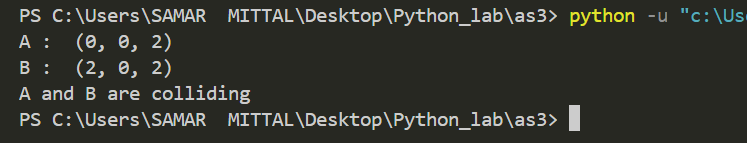 PS C:\Users\SAMAR  MITTAL\Desktop\Python_lab\as3> python -u "c:\Use
A :  (0, 0, 2)
B :  (2, 0, 2)
A and B are colliding
PS C:\Users\SAMAR  MITTAL\Desktop\Python_lab\as3>